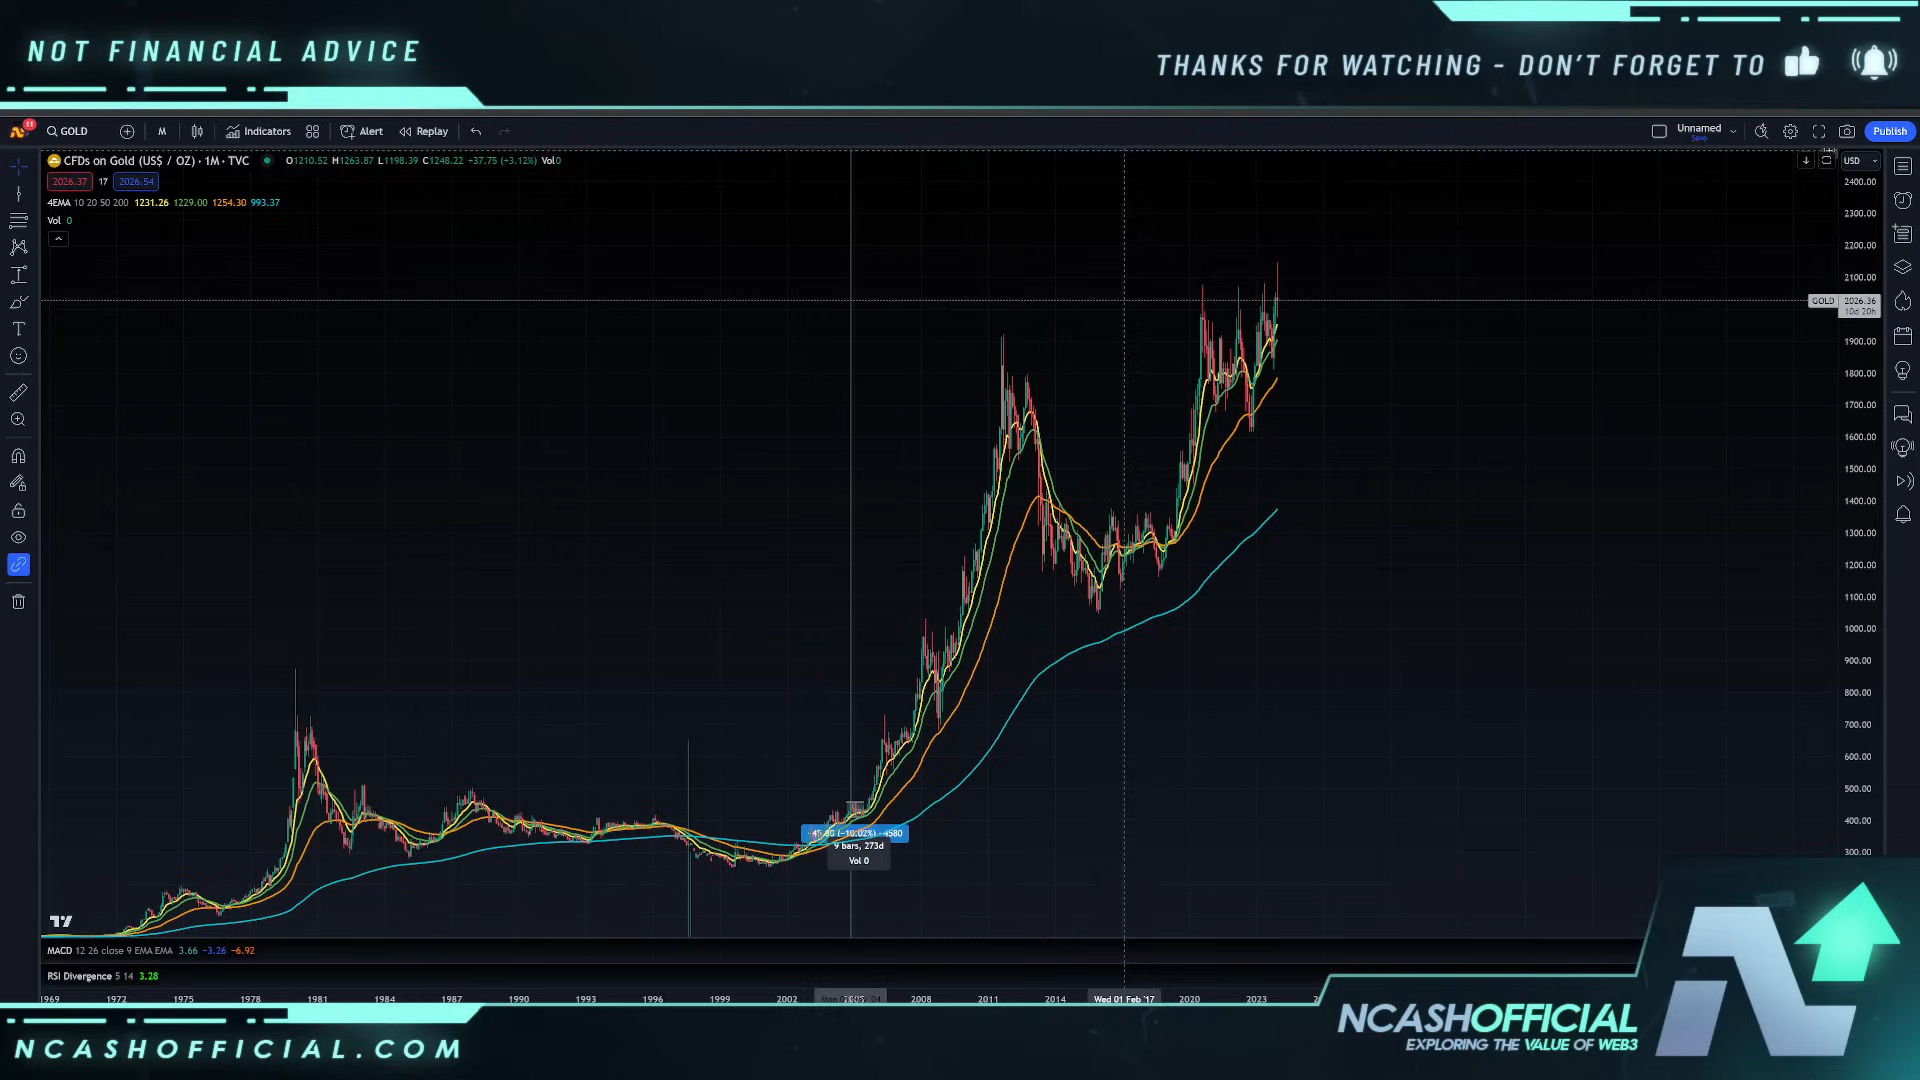 NOT FINANCIAL ADVICE
THANKS FOR WATCHING - DON'T FORGET TO
11
GOLD
M
Indicators
Alert
Replay
Unnamed
Save
Publish
CFDs on Gold (US$ / OZ) · 1M · TVC
O1210.52 H1263.87 L1198.39 C1248.22 +37.75 (+3.12%) Vol0
USD
2026.37 17 2026.54
4EMA 10 20 50 200 1231.26 1229.00 1254.30 993.37
Vol 0
2400.00
2300.00
2200.00
2100.00
GOLD 2026.36
10d 20h
1900.00
1800.00
1700.00
1600.00
1500.00
1400.00
1300.00
1200.00
1100.00
1000.00
900.00
800.00
700.00
600.00
500.00
400.00
300.00
(−10.02%) −4580
9 bars, 273d
Vol 0
MACD 12 26 close 9 EMA EMA 3.66 −3.26 −6.92
RSI Divergence 5 14 3.28
1969 1972 1975 1978 1981 1984 1987 1990 1993 1996 1999 2002 2008 2011 2014 Wed 01 Feb '17 2020 2023
NCASHOFFICIAL
EXPLORING THE VALUE OF WEB3
NCASHOFFICIAL.COM